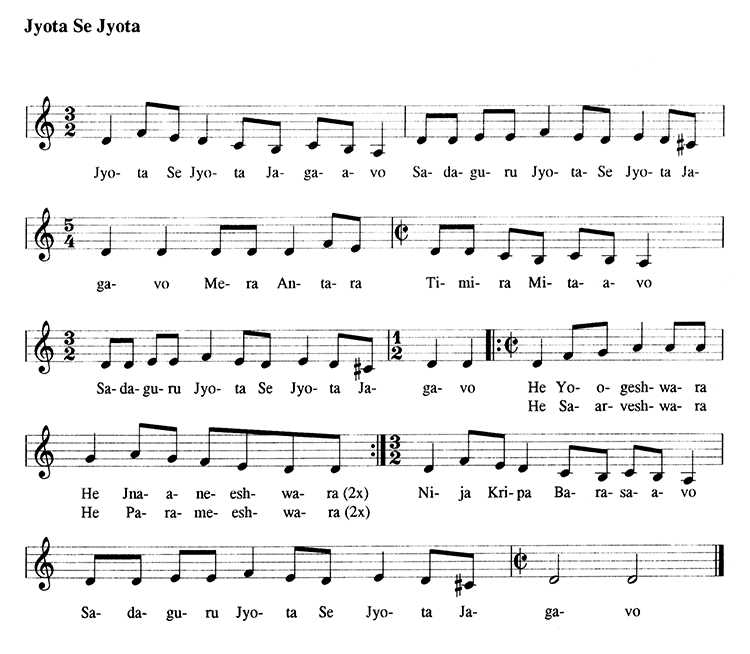 Jyota Se Jyota
3 2
Jyo- ta Se Jyo- ta Ja- ga- a- vo Sa- da- gu- ru Jyo- ta- Se Jyo- ta Ja-
5 4
ga- vo Me- ra An- ta- ra Ti- mi- ra Mi- ta- a- vo
3 2 1 2
Sa- da- gu- ru Jyo- ta Se Jyo- ta Ja- ga- vo He Yo- o- gesh- wa- ra
He Sa- ar- vesh- wa- ra
3 2
He Jna- a- ne- esh- wa- ra (2x) Ni- ja Kri- pa Ba- ra- sa- a- vo
He Pa- ra- me- esh- wa- ra (2x)
Sa- da- gu- ru Jyo- ta Se Jyo- ta Ja- ga- vo